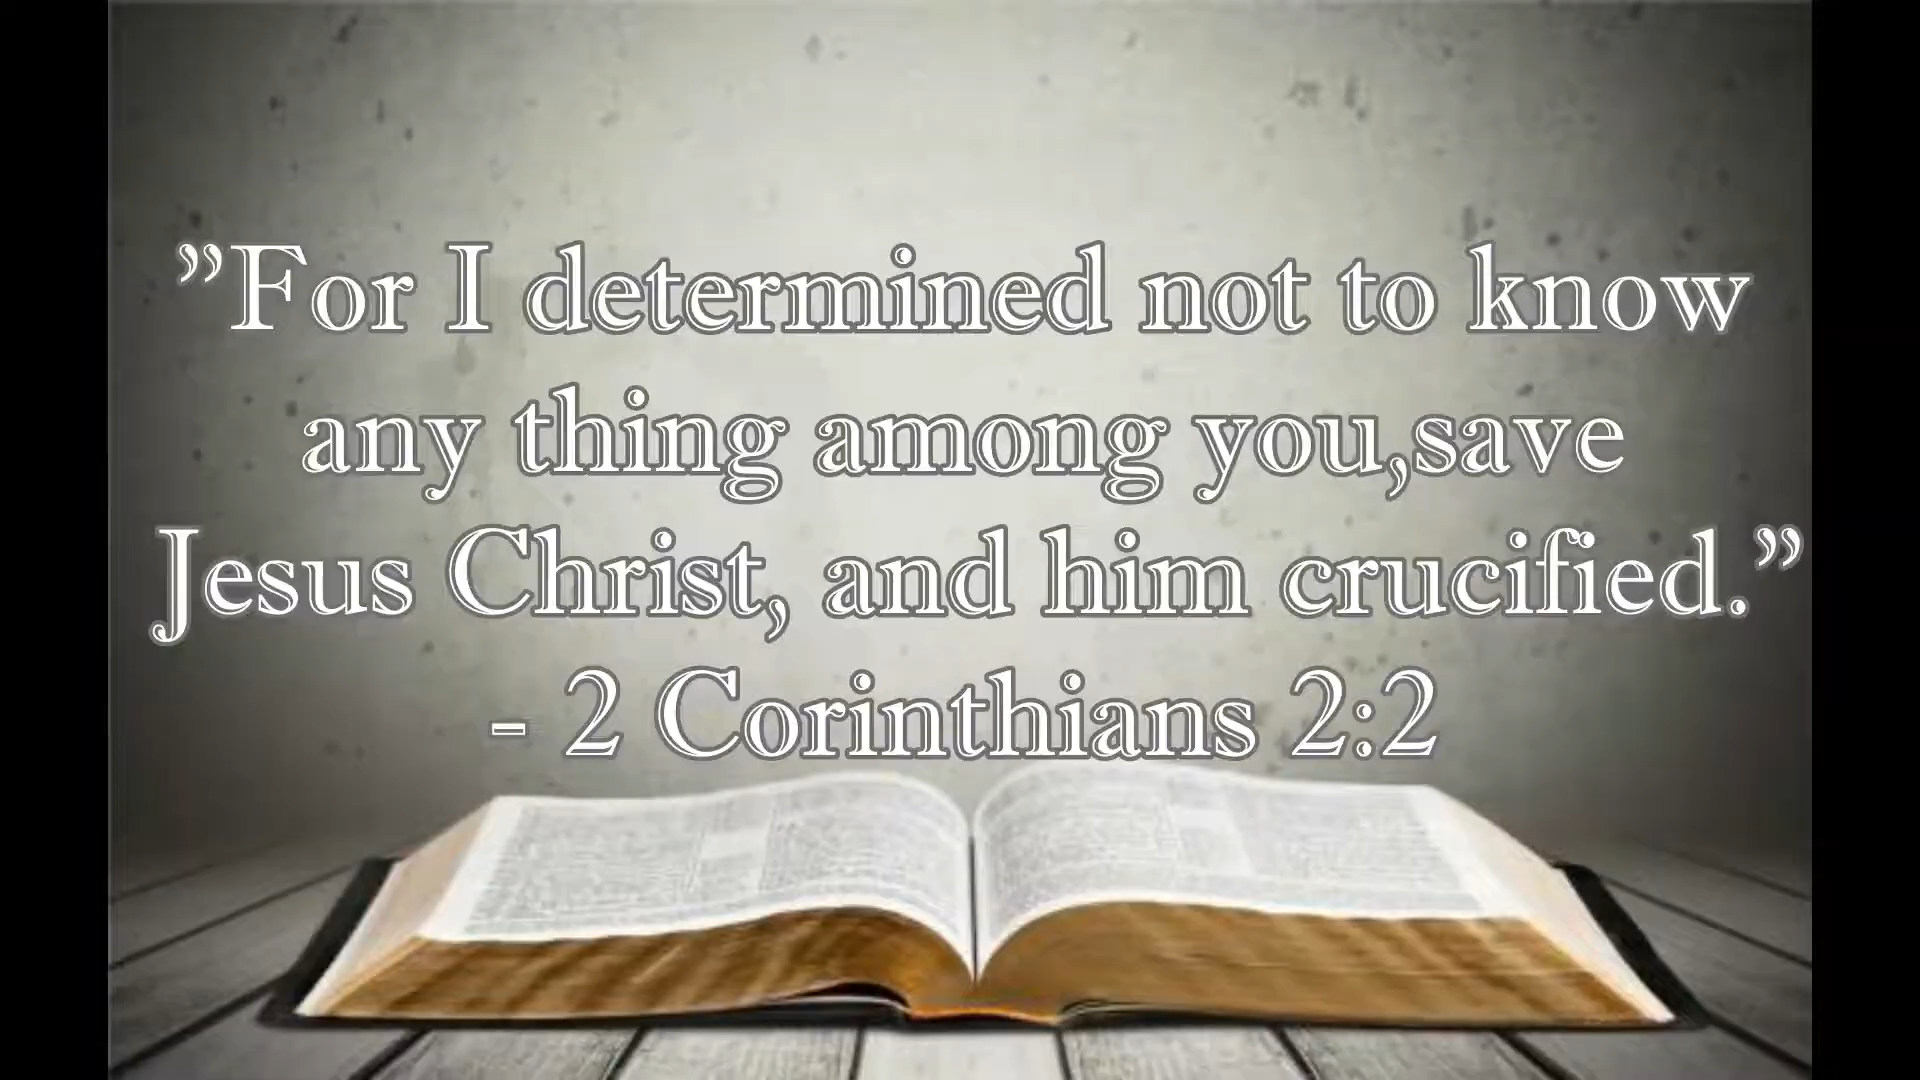 ”For I determined not to know
any thing among you,save
Jesus Christ, and him crucified.”
- 2 Corinthians 2:2